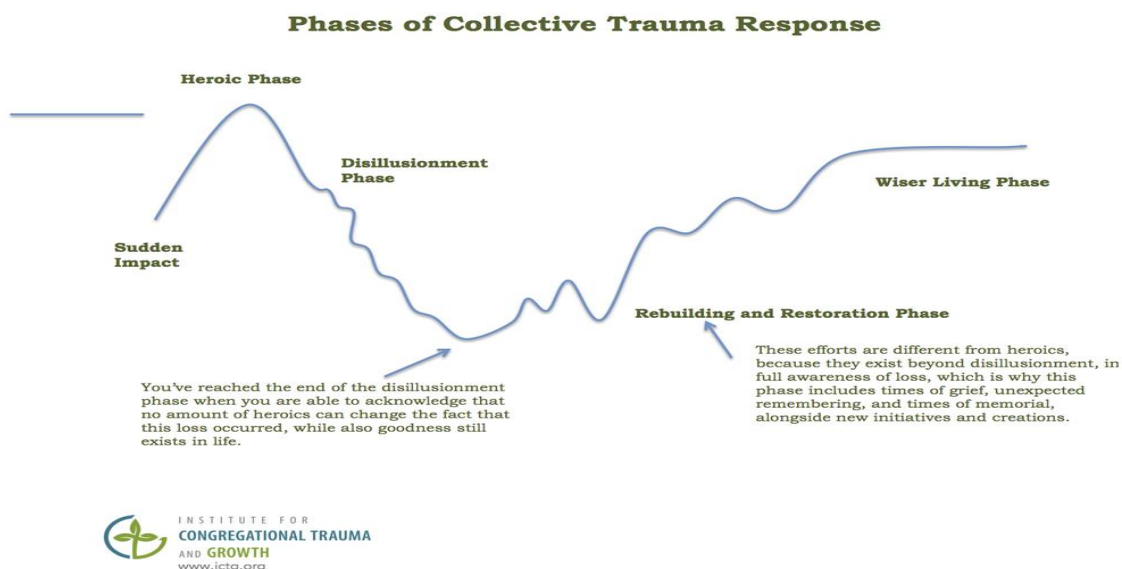 Phases of Collective Trauma Response
Heroic Phase
Disillusionment
Phase
Wiser Living Phase
Sudden
Impact
Rebuilding and Restoration Phase
These efforts are different from heroics,
because they exist beyond disillusionment, in
full awareness of loss, which is why this
phase includes times of grief, unexpected
remembering, and times of memorial,
alongside new initiatives and creations.
You've reached the end of the disillusionment
phase when you are able to acknowledge that
no amount of heroics can change the fact that
this loss occurred, while also goodness still
exists in life.
INSTITUTE FOR
CONGREGATIONAL TRAUMA
AND GROWTH
www.ictg.org